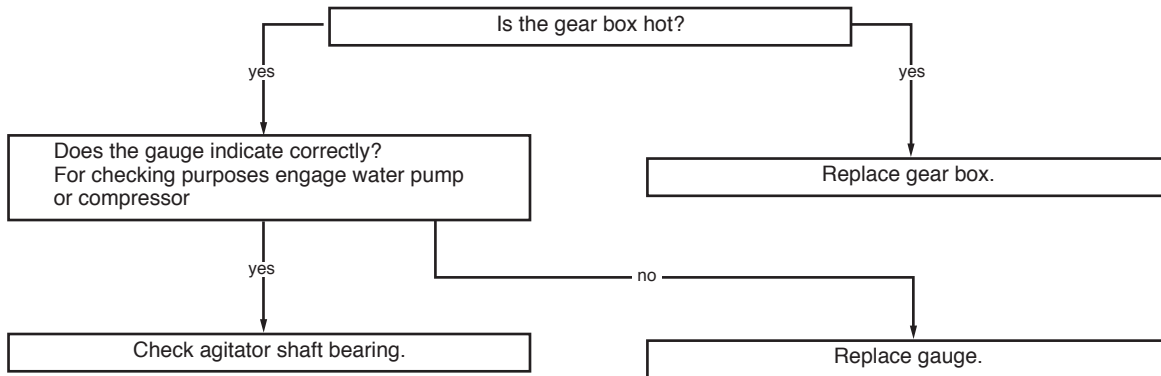 Is the gear box hot?
yes
yes
Does the gauge indicate correctly?
For checking purposes engage water pump
or compressor
Replace gear box.
yes
no
Check agitator shaft bearing.
Replace gauge.